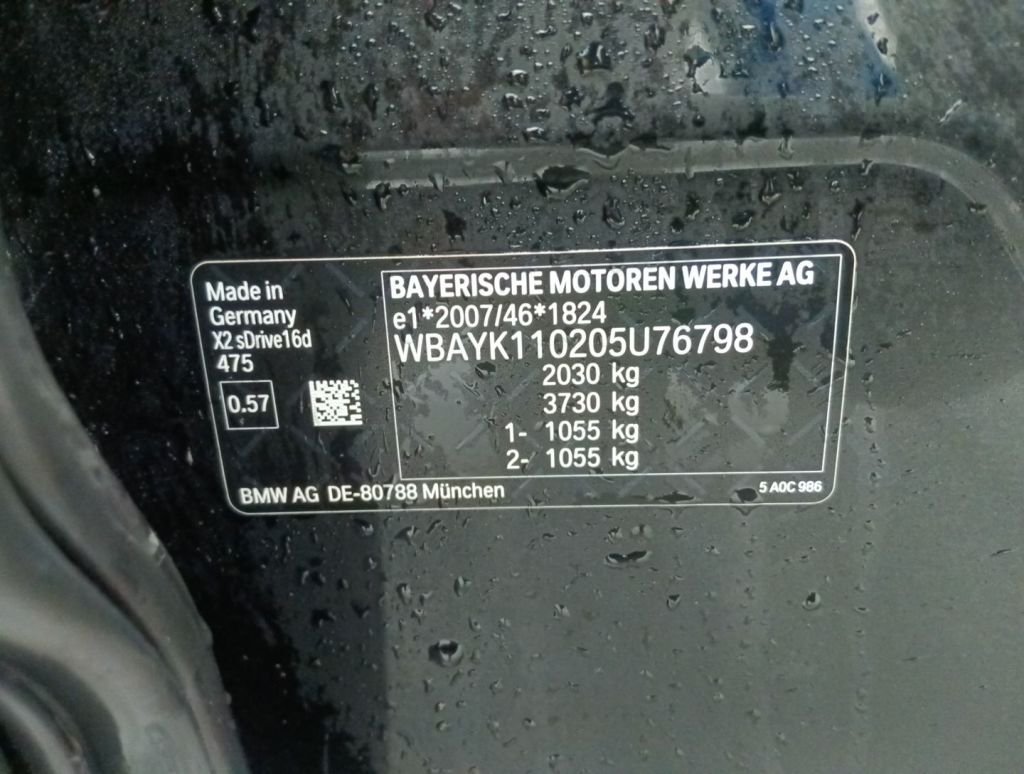 Made in
Germany
X2 sDrive16d
475
0.57
BAYERISCHE MOTOREN WERKE AG
e1*2007/46*1824
WBAYK110205U76798
2030 kg
3730 kg
1- 1055 kg
2- 1055 kg
BMW AG DE-80788 München
5 A0C 986